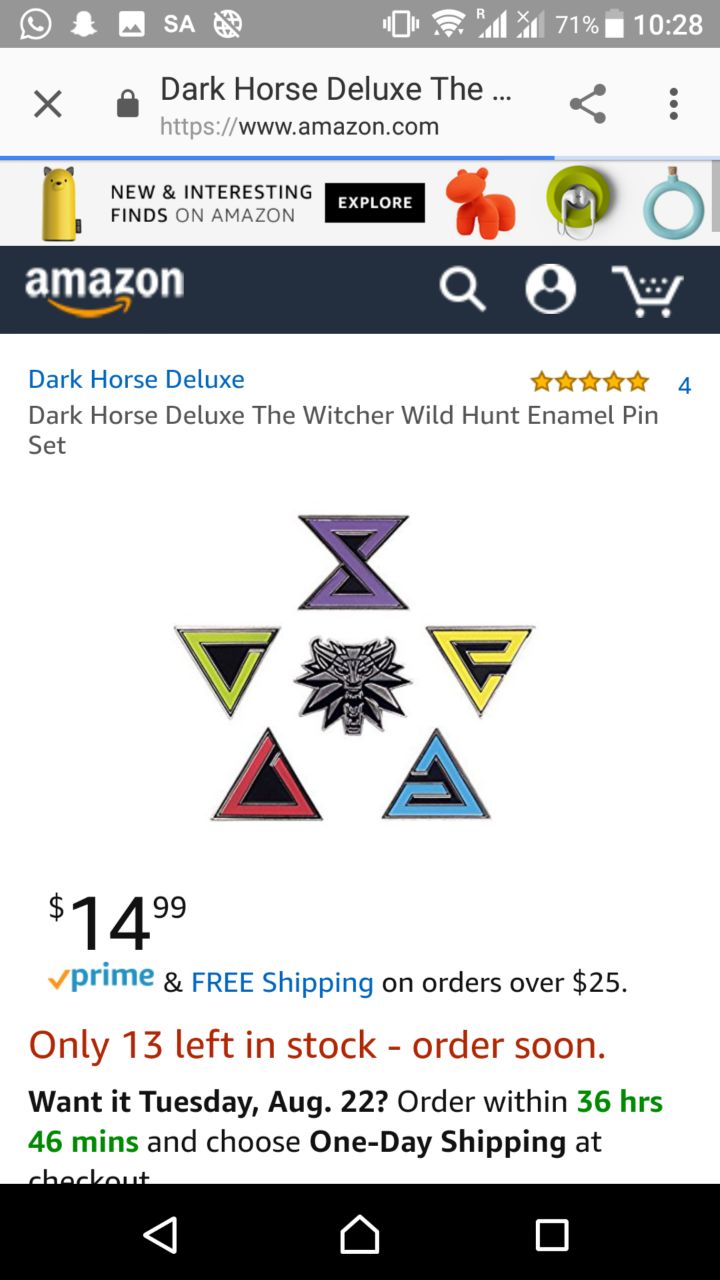 SA R 71% 10:28
Dark Horse Deluxe The ...
https://www.amazon.com
NEW & INTERESTING
FINDS ON AMAZON
EXPLORE
amazon
Dark Horse Deluxe 4
Dark Horse Deluxe The Witcher Wild Hunt Enamel Pin
Set
$14 99
prime & FREE Shipping on orders over $25.
Only 13 left in stock - order soon.
Want it Tuesday, Aug. 22? Order within 36 hrs
46 mins and choose One-Day Shipping at
checkout